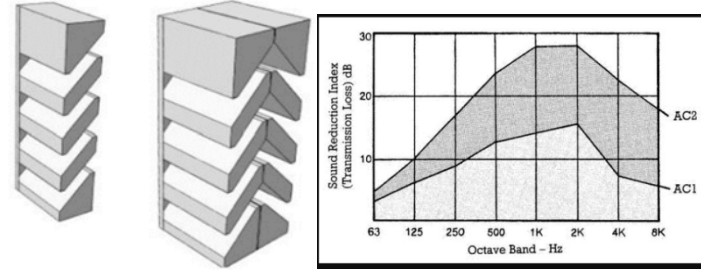 Sound Reduction Index
(Transmission Loss) dB
30
20
10
AC2
AC1
63 125 250 500 1K 2K 4K 8K
Octave Band – Hz